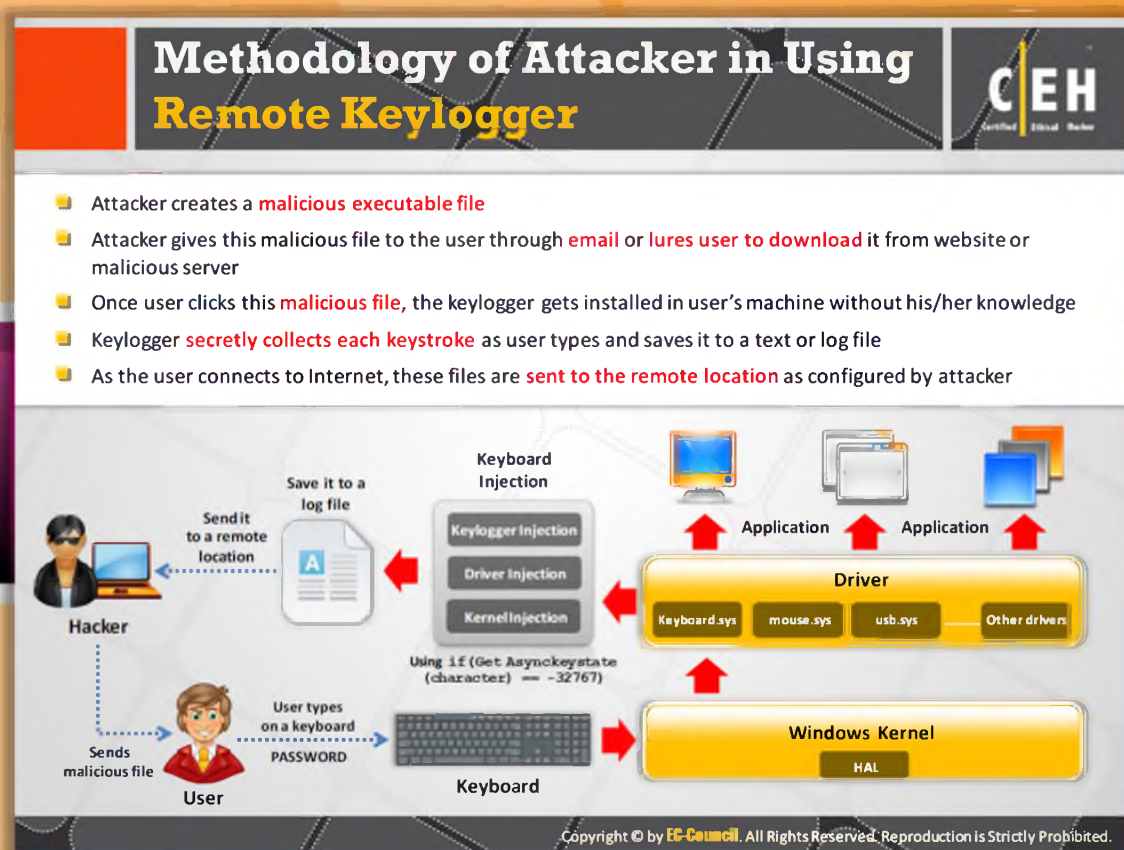 Methodology of Attacker in Using
Remote Keylogger
C|EH
Certified Ethical Hacker
Attacker creates a malicious executable file
Attacker gives this malicious file to the user through email or lures user to download it from website or
malicious server
Once user clicks this malicious file, the keylogger gets installed in user's machine without his/her knowledge
Keylogger secretly collects each keystroke as user types and saves it to a text or log file
As the user connects to Internet, these files are sent to the remote location as configured by attacker
Keyboard
Injection
Save it to a
log file
Send it
to a remote
location
Keylogger Injection
Driver Injection
Kernel Injection
A
Application
Application
Driver
Keyboard.sys
mouse.sys
usb.sys
Other drivers
Hacker
Using if(Get Asynckeystate
(character) == -32767)
User types
on a keyboard
PASSWORD
Sends
malicious file
User
Keyboard
Windows Kernel
HAL
Copyright © by EC-Council. All Rights Reserved. Reproduction is Strictly Prohibited.